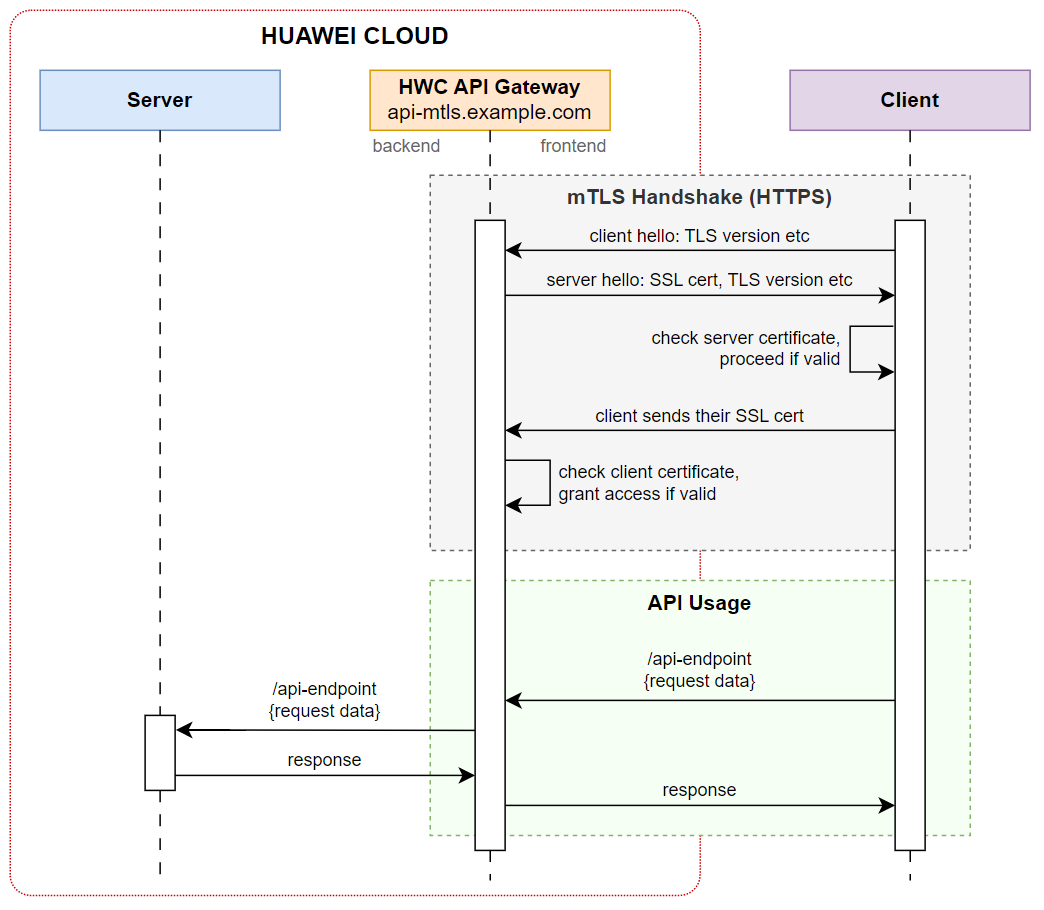 HUAWEI CLOUD
Server
HWC API Gateway
api-mtls.example.com
Client
backend
frontend
mTLS Handshake (HTTPS)
client hello: TLS version etc
server hello: SSL cert, TLS version etc
check server certificate,
proceed if valid
client sends their SSL cert
check client certificate,
grant access if valid
API Usage
/api-endpoint
{request data}
/api-endpoint
{request data}
response
response